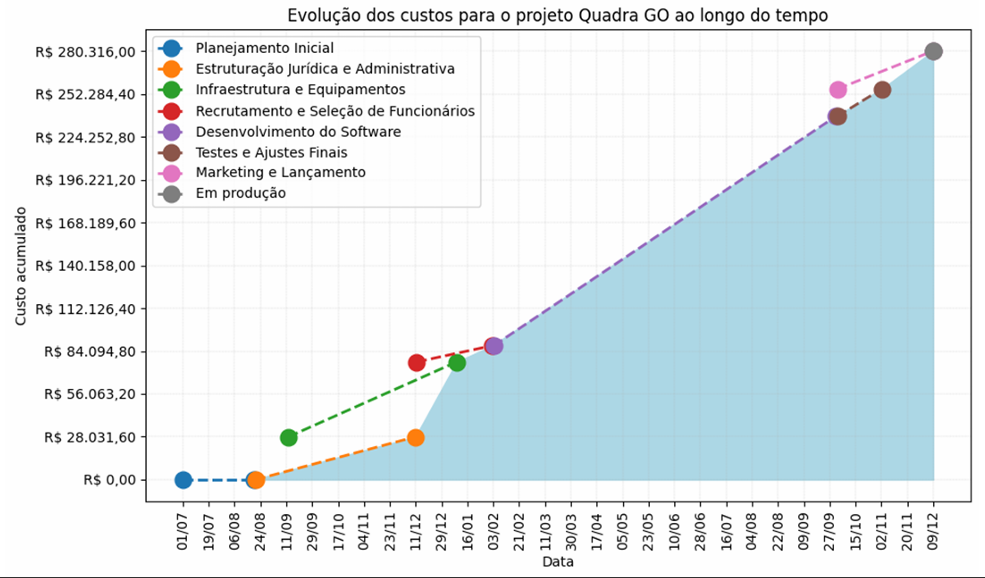 Evolução dos custos para o projeto Quadra GO ao longo do tempo
Planejamento Inicial
Estruturação Jurídica e Administrativa
Infraestrutura e Equipamentos
Recrutamento e Seleção de Funcionários
Desenvolvimento do Software
Testes e Ajustes Finais
Marketing e Lançamento
Em produção
Custo acumulado
R$ 280.316,00
R$ 252.284,40
R$ 224.252,80
R$ 196.221,20
R$ 168.189,60
R$ 140.158,00
R$ 112.126,40
R$ 84.094,80
R$ 56.063,20
R$ 28.031,60
R$ 0,00
01/07
19/07
06/08
24/08
11/09
29/09
17/10
04/11
11/12
29/12
16/01
03/02
21/02
11/03
30/03
17/04
05/05
23/05
10/06
28/06
16/07
03/08
21/08
09/09
27/09
15/10
02/11
20/11
09/12
Data